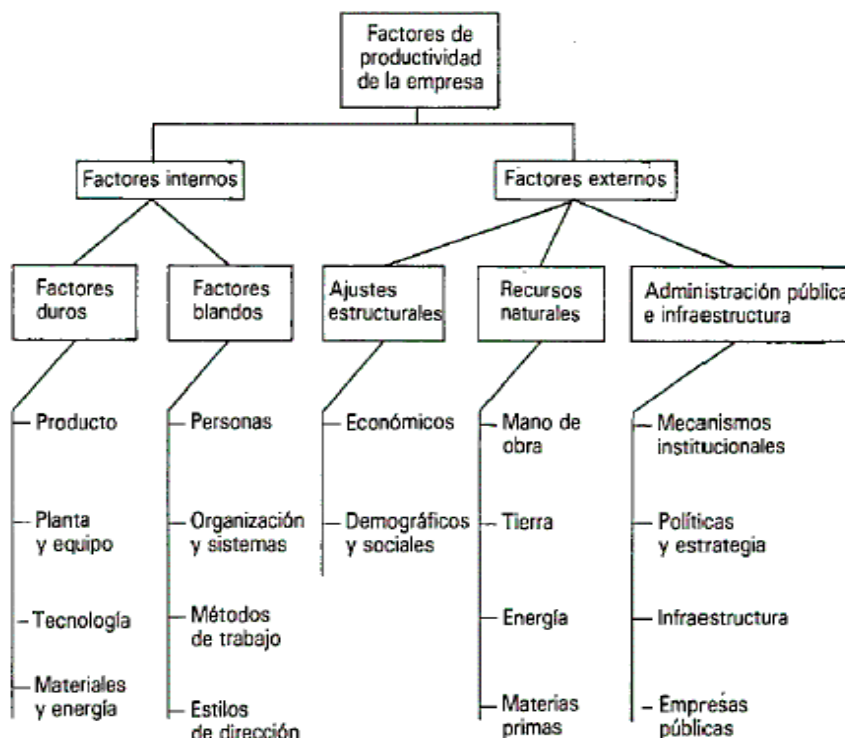 Factores de
productividad
de la empresa
Factores internos
Factores externos
Factores
duros
Factores
blandos
Ajustes
estructurales
Recursos
naturales
Administración pública
e infraestructura
Producto
Planta
y equipo
Tecnología
Materiales
y energía
Personas
Organización
y sistemas
Métodos
de trabajo
Estilos
de dirección
Económicos
Demográficos
y sociales
Mano de
obra
Tierra
Energía
Materias
primas
Mecanismos
institucionales
Políticas
y estrategia
Infraestructura
Empresas
públicas